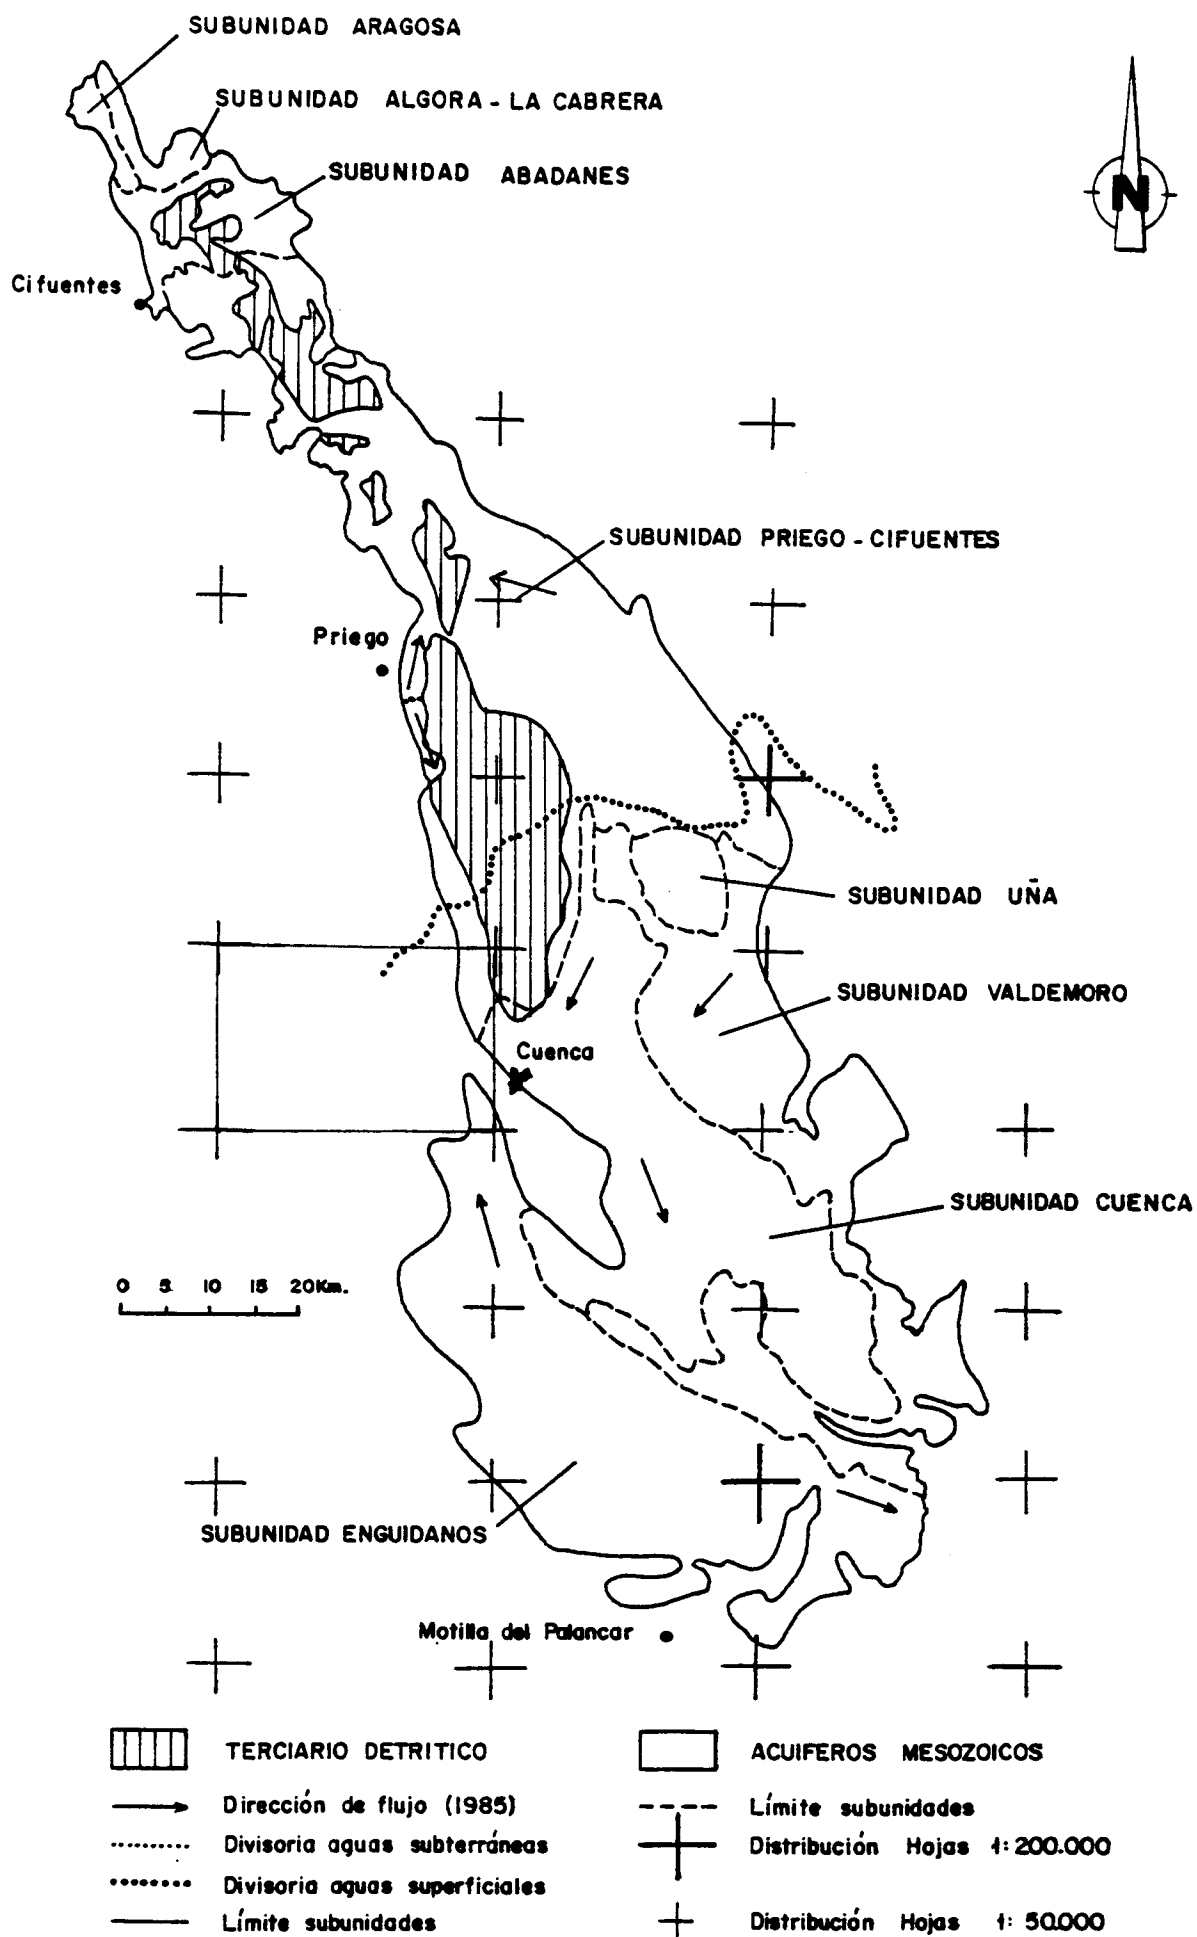 SUBUNIDAD ARAGOSA
SUBUNIDAD ALGORA - LA CABRERA
SUBUNIDAD ABADANES
N
Cifuentes
SUBUNIDAD PRIEGO - CIFUENTES
Priego
SUBUNIDAD UÑA
SUBUNIDAD VALDEMORO
Cuenca
SUBUNIDAD CUENCA
0 5 10 15 20Km.
SUBUNIDAD ENGUIDANOS
Motilla del Palancar
TERCIARIO DETRITICO
ACUIFEROS MESOZOICOS
Dirección de flujo (1985)
Límite subunidades
Divisoria aguas subterráneas
Distribución Hojas 1:200.000
Divisoria aguas superficiales
Límite subunidades
Distribución Hojas 1: 50.000